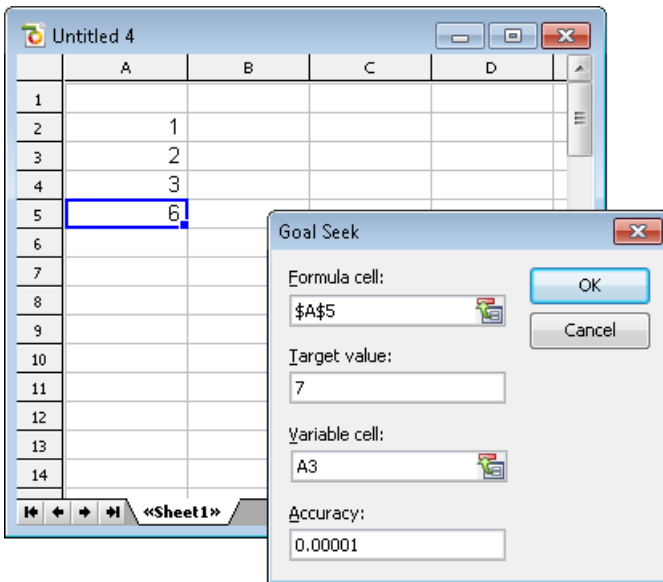 Untitled 4
A B C D
1
2 1
3 2
4 3
5 6
6
7
8
9
10
11
12
13
14
«Sheet1»
Goal Seek
Formula cell:
$A$5
OK
Cancel
Target value:
7
Variable cell:
A3
Accuracy:
0.00001